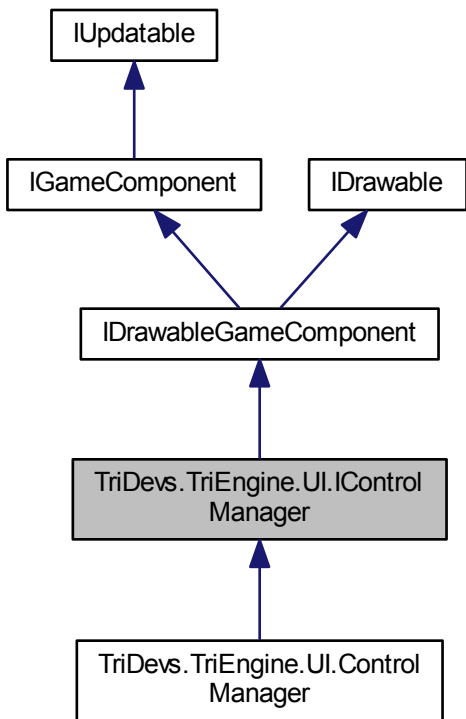 IUpdatable
IGameComponent
IDrawable
IDrawableGameComponent
TriDevs.TriEngine.UI.IControl
Manager
TriDevs.TriEngine.UI.Control
Manager